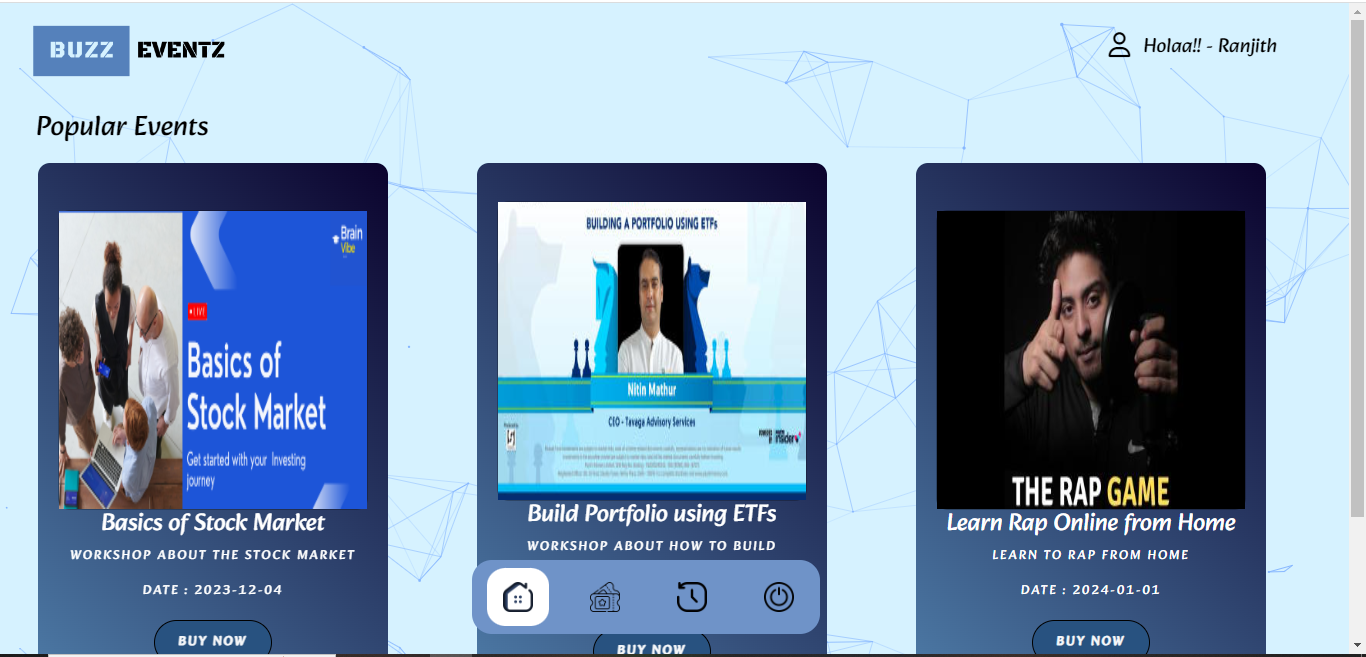 BUZZ EVENTZ
Holaa!! - Ranjith
Popular Events
Brain
Vibe
LIVE
Basics of
Stock Market
Get started with your Investing
journey
Basics of Stock Market
WORKSHOP ABOUT THE STOCK MARKET
DATE : 2023-12-04
BUY NOW
BUILDING A PORTFOLIO USING ETFs
Nitin Mathur
CEO - Tavaga Advisory Services
insider
Build Portfolio using ETFs
WORKSHOP ABOUT HOW TO BUILD
BUY NOW
THE RAP GAME
Learn Rap Online from Home
LEARN TO RAP FROM HOME
DATE : 2024-01-01
BUY NOW